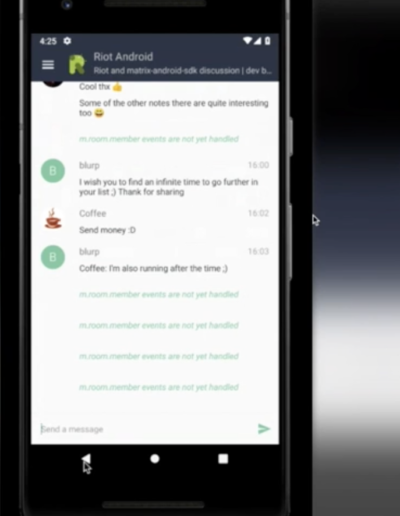 4:25
Riot Android
Riot and matrix-android-sdk discussion | dev b...
Cool thx 👍
Some of the other notes there are quite interesting
too 😄
m.room.member events are not yet handled
B
blurp
16:00
I wish you to find an infinite time to go further in
your list ;) Thank for sharing
Coffee
16:02
Send money :D
B
blurp
16:03
Coffee: I'm also running after the time ;)
m.room.member events are not yet handled
m.room.member events are not yet handled
m.room.member events are not yet handled
m.room.member events are not yet handled
Send a message